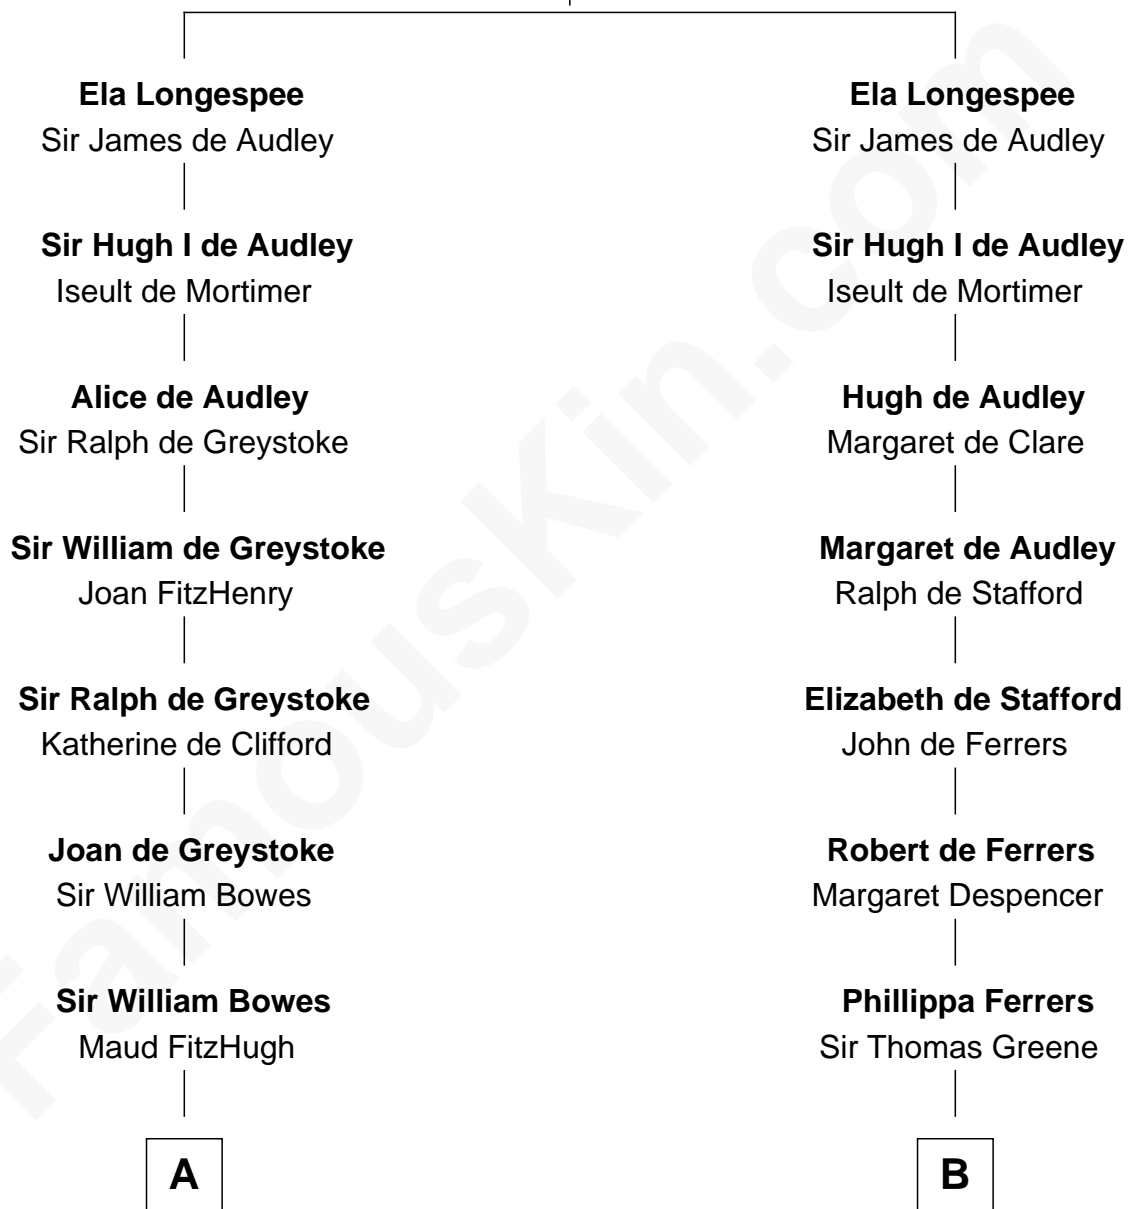 Ela Longespee
Sir James de Audley
Sir Hugh I de Audley
Iseult de Mortimer
Alice de Audley
Sir Ralph de Greystoke
Sir William de Greystoke
Joan FitzHenry
Sir Ralph de Greystoke
Katherine de Clifford
Joan de Greystoke
Sir William Bowes
Sir William Bowes
Maud FitzHugh
A
Ela Longespee
Sir James de Audley
Sir Hugh I de Audley
Iseult de Mortimer
Hugh de Audley
Margaret de Clare
Margaret de Audley
Ralph de Stafford
Elizabeth de Stafford
John de Ferrers
Robert de Ferrers
Margaret Despencer
Phillippa Ferrers
Sir Thomas Greene
B
FamousKin.com